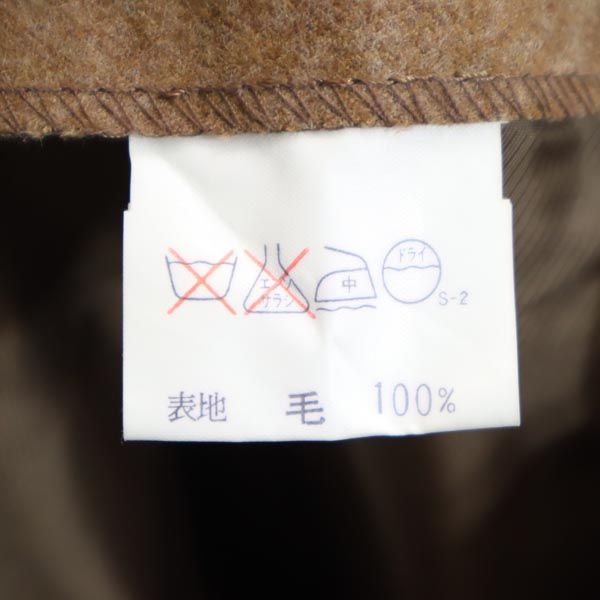 エンソ
サラシ
中
ドライ
S-2
表地 毛 100%